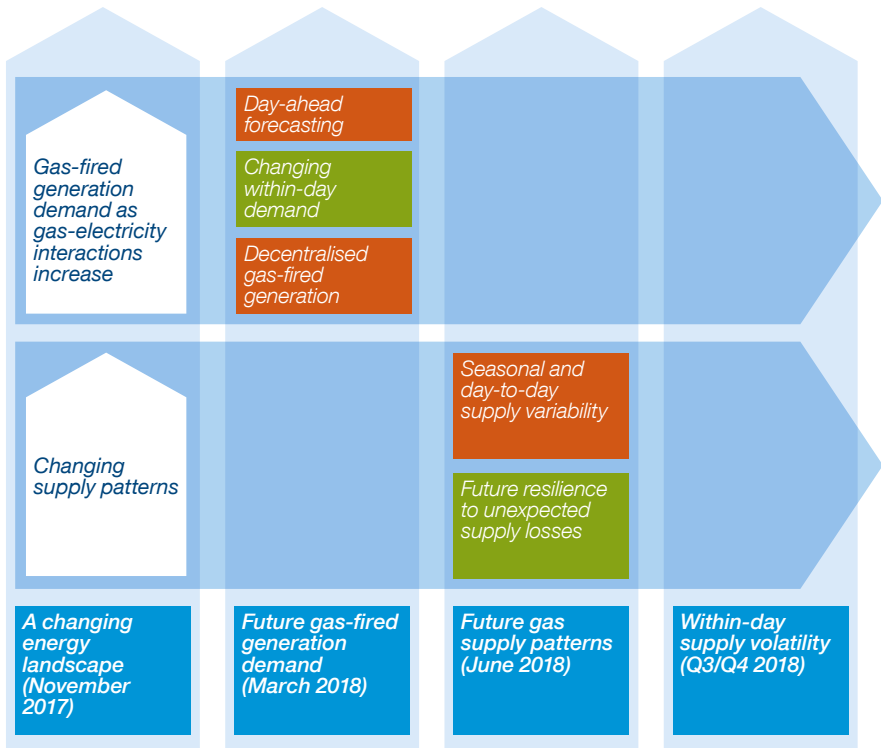 Gas-fired
generation
demand as
gas-electricity
interactions
increase
Day-ahead
forecasting
Changing
within-day
demand
Decentralised
gas-fired
generation
Changing
supply patterns
Seasonal and
day-to-day
supply variability
Future resilience
to unexpected
supply losses
A changing
energy
landscape
(November
2017)
Future gas-fired
generation
demand
(March 2018)
Future gas
supply patterns
(June 2018)
Within-day
supply volatility
(Q3/Q4 2018)